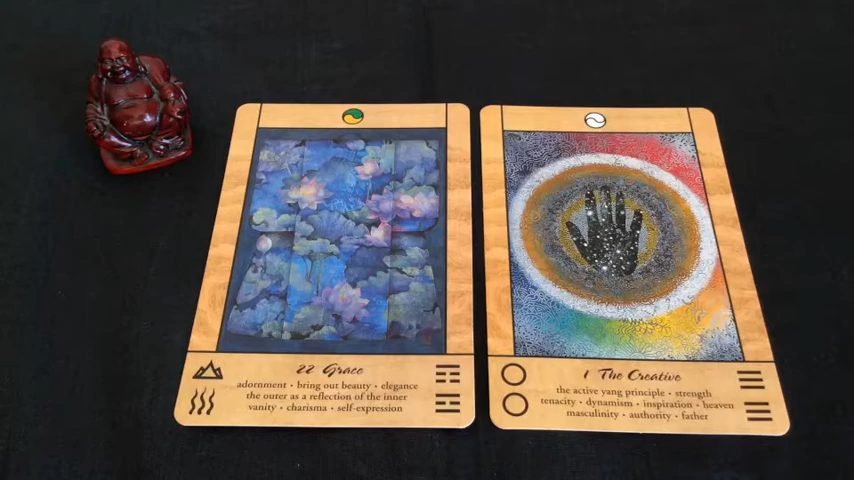 22 Grace
adornment • bring out beauty • elegance
the outer as a reflection of the inner
vanity • charisma • self-expression
1 The Creative
the active yang principle • strength
tenacity • dynamism • inspiration • heaven
masculinity • authority • father